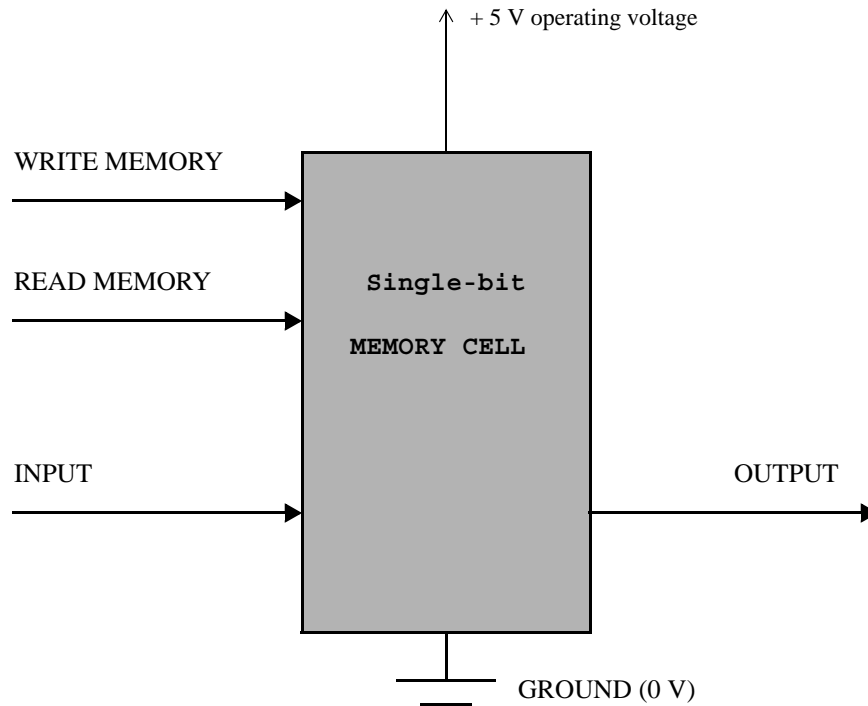 + 5 V operating voltage
WRITE MEMORY
READ MEMORY
Single-bit
MEMORY CELL
INPUT
OUTPUT
GROUND (0 V)